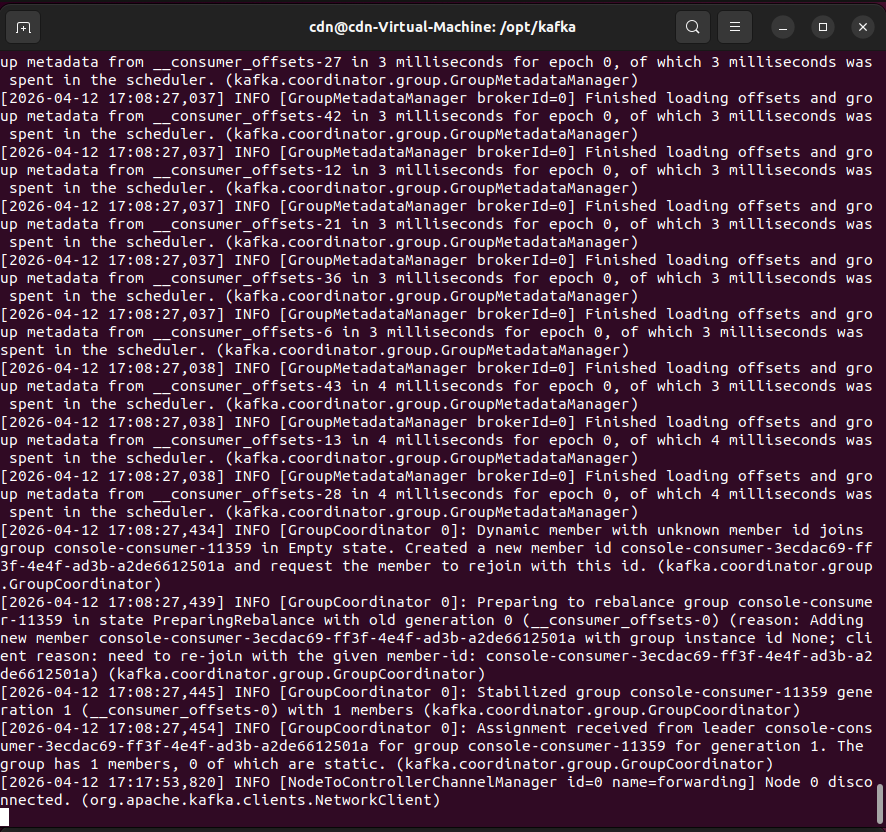 cdn@cdn-Virtual-Machine: /opt/kafka
up metadata from __consumer_offsets-27 in 3 milliseconds for epoch 0, of which 3 milliseconds was
 spent in the scheduler. (kafka.coordinator.group.GroupMetadataManager)
[2026-04-12 17:08:27,037] INFO [GroupMetadataManager brokerId=0] Finished loading offsets and gro
up metadata from __consumer_offsets-42 in 3 milliseconds for epoch 0, of which 3 milliseconds was
 spent in the scheduler. (kafka.coordinator.group.GroupMetadataManager)
[2026-04-12 17:08:27,037] INFO [GroupMetadataManager brokerId=0] Finished loading offsets and gro
up metadata from __consumer_offsets-12 in 3 milliseconds for epoch 0, of which 3 milliseconds was
 spent in the scheduler. (kafka.coordinator.group.GroupMetadataManager)
[2026-04-12 17:08:27,037] INFO [GroupMetadataManager brokerId=0] Finished loading offsets and gro
up metadata from __consumer_offsets-21 in 3 milliseconds for epoch 0, of which 3 milliseconds was
 spent in the scheduler. (kafka.coordinator.group.GroupMetadataManager)
[2026-04-12 17:08:27,037] INFO [GroupMetadataManager brokerId=0] Finished loading offsets and gro
up metadata from __consumer_offsets-36 in 3 milliseconds for epoch 0, of which 3 milliseconds was
 spent in the scheduler. (kafka.coordinator.group.GroupMetadataManager)
[2026-04-12 17:08:27,037] INFO [GroupMetadataManager brokerId=0] Finished loading offsets and gro
up metadata from __consumer_offsets-6 in 3 milliseconds for epoch 0, of which 3 milliseconds was
spent in the scheduler. (kafka.coordinator.group.GroupMetadataManager)
[2026-04-12 17:08:27,038] INFO [GroupMetadataManager brokerId=0] Finished loading offsets and gro
up metadata from __consumer_offsets-43 in 4 milliseconds for epoch 0, of which 3 milliseconds was
 spent in the scheduler. (kafka.coordinator.group.GroupMetadataManager)
[2026-04-12 17:08:27,038] INFO [GroupMetadataManager brokerId=0] Finished loading offsets and gro
up metadata from __consumer_offsets-13 in 4 milliseconds for epoch 0, of which 4 milliseconds was
 spent in the scheduler. (kafka.coordinator.group.GroupMetadataManager)
[2026-04-12 17:08:27,038] INFO [GroupMetadataManager brokerId=0] Finished loading offsets and gro
up metadata from __consumer_offsets-28 in 4 milliseconds for epoch 0, of which 4 milliseconds was
 spent in the scheduler. (kafka.coordinator.group.GroupMetadataManager)
[2026-04-12 17:08:27,434] INFO [GroupCoordinator 0]: Dynamic member with unknown member id joins
group console-consumer-11359 in Empty state. Created a new member id console-consumer-3ecdac69-ff
3f-4e4f-ad3b-a2de6612501a and request the member to rejoin with this id. (kafka.coordinator.group
.GroupCoordinator)
[2026-04-12 17:08:27,439] INFO [GroupCoordinator 0]: Preparing to rebalance group console-consume
r-11359 in state PreparingRebalance with old generation 0 (__consumer_offsets-0) (reason: Adding
new member console-consumer-3ecdac69-ff3f-4e4f-ad3b-a2de6612501a with group instance id None; cli
ent reason: need to re-join with the given member-id: console-consumer-3ecdac69-ff3f-4e4f-ad3b-a2
de6612501a) (kafka.coordinator.group.GroupCoordinator)
[2026-04-12 17:08:27,445] INFO [GroupCoordinator 0]: Stabilized group console-consumer-11359 gene
ration 1 (__consumer_offsets-0) with 1 members (kafka.coordinator.group.GroupCoordinator)
[2026-04-12 17:08:27,454] INFO [GroupCoordinator 0]: Assignment received from leader console-cons
umer-3ecdac69-ff3f-4e4f-ad3b-a2de6612501a for group console-consumer-11359 for generation 1. The
group has 1 members, 0 of which are static. (kafka.coordinator.group.GroupCoordinator)
[2026-04-12 17:17:53,820] INFO [NodeToControllerChannelManager id=0 name=forwarding] Node 0 disco
nnected. (org.apache.kafka.clients.NetworkClient)